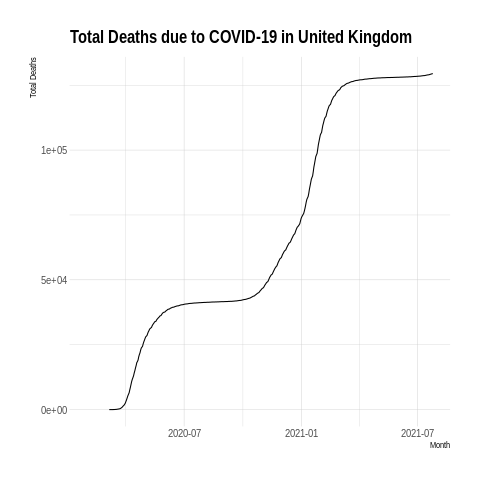 Total Deaths due to COVID-19 in United Kingdom
Total Deaths
1e+05
5e+04
0e+00
2020-07
2021-01
2021-07
Month